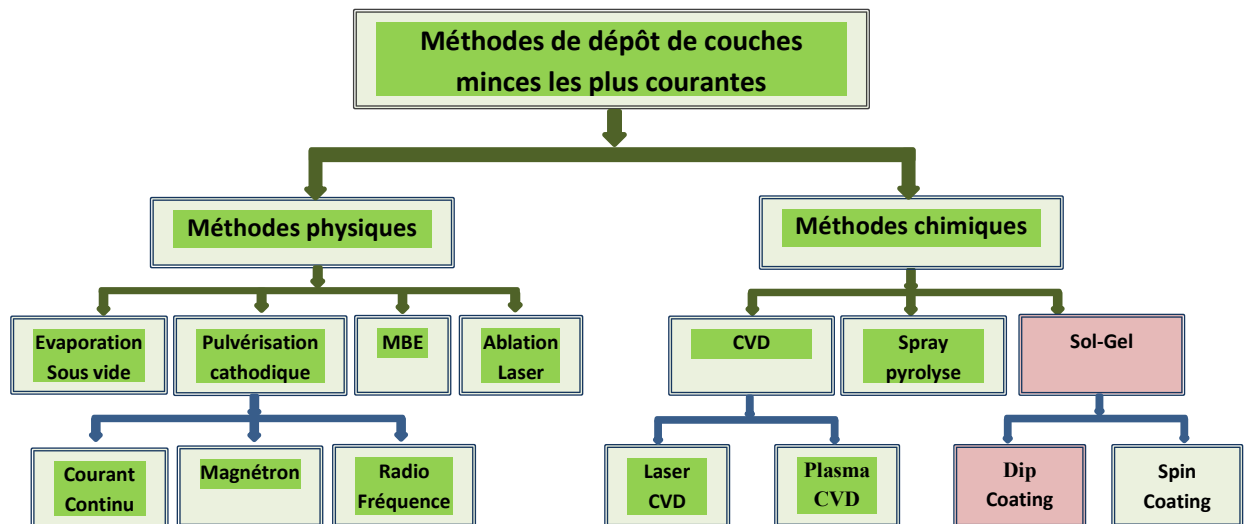 Méthodes de dépôt de couches
minces les plus courantes
Méthodes physiques
Méthodes chimiques
Evaporation
Sous vide
Pulvérisation
cathodique
MBE
Ablation
Laser
CVD
Spray
pyrolyse
Sol-Gel
Courant
Continu
Magnétron
Radio
Fréquence
Laser
CVD
Plasma
CVD
Dip
Coating
Spin
Coating